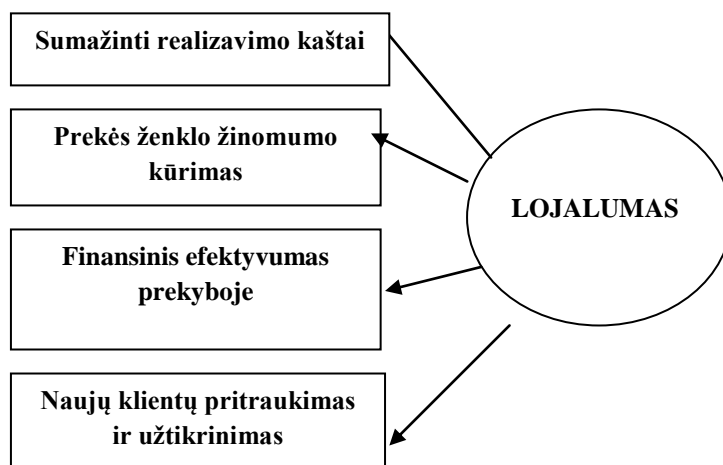 Sumažinti realizavimo kaštai
Prekės ženklo žinomumo
kūrimas
LOJALUMAS
Finansinis efektyvumas
prekyboje
Naujų klientų pritraukimas
ir užtikrinimas